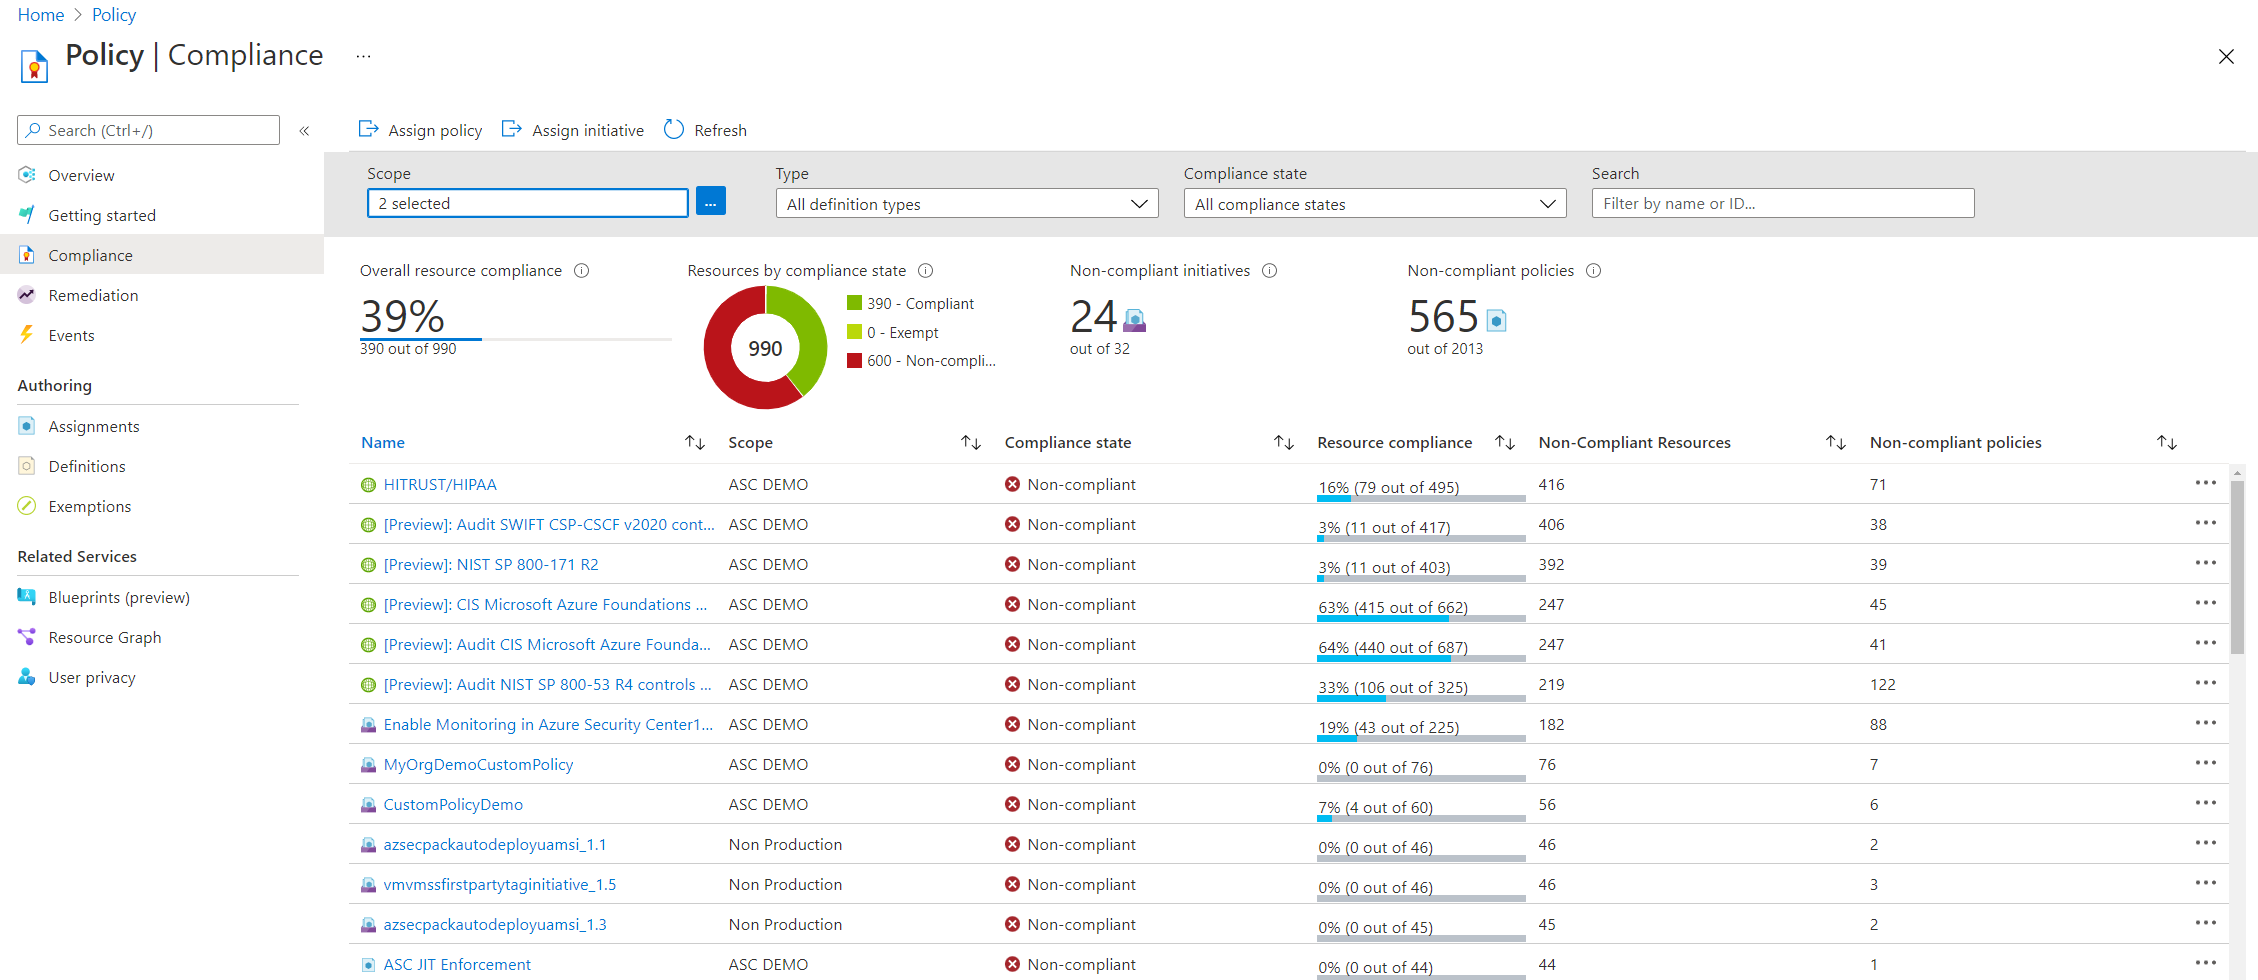 Home > Policy
Policy | Compliance ...
Search (Ctrl+/) «
Overview
Getting started
Compliance
Remediation
Events
Authoring
Assignments
Definitions
Exemptions
Related Services
Blueprints (preview)
Resource Graph
User privacy
Assign policy Assign initiative Refresh
Scope Type Compliance state Search
2 selected ... All definition types All compliance states Filter by name or ID...
Overall resource compliance Resources by compliance state Non-compliant initiatives Non-compliant policies
39%
390 out of 990
990
390 - Compliant
0 - Exempt
600 - Non-compli...
24
out of 32
565
out of 2013
Name Scope Compliance state Resource compliance Non-Compliant Resources Non-compliant policies
HITRUST/HIPAA ASC DEMO Non-compliant 16% (79 out of 495) 416 71
[Preview]: Audit SWIFT CSP-CSCF v2020 cont... ASC DEMO Non-compliant 3% (11 out of 417) 406 38
[Preview]: NIST SP 800-171 R2 ASC DEMO Non-compliant 3% (11 out of 403) 392 39
[Preview]: CIS Microsoft Azure Foundations ... ASC DEMO Non-compliant 63% (415 out of 662) 247 45
[Preview]: Audit CIS Microsoft Azure Founda... ASC DEMO Non-compliant 64% (440 out of 687) 247 41
[Preview]: Audit NIST SP 800-53 R4 controls ... ASC DEMO Non-compliant 33% (106 out of 325) 219 122
Enable Monitoring in Azure Security Center1... ASC DEMO Non-compliant 19% (43 out of 225) 182 88
MyOrgDemoCustomPolicy ASC DEMO Non-compliant 0% (0 out of 76) 76 7
CustomPolicyDemo ASC DEMO Non-compliant 7% (4 out of 60) 56 6
azsecpackautodeployuamsi_1.1 Non Production Non-compliant 0% (0 out of 46) 46 2
vmvmssfirstpartytaginitiative_1.5 Non Production Non-compliant 0% (0 out of 46) 46 3
azsecpackautodeployuamsi_1.3 Non Production Non-compliant 0% (0 out of 45) 45 2
ASC JIT Enforcement ASC DEMO Non-compliant 0% (0 out of 44) 44 1